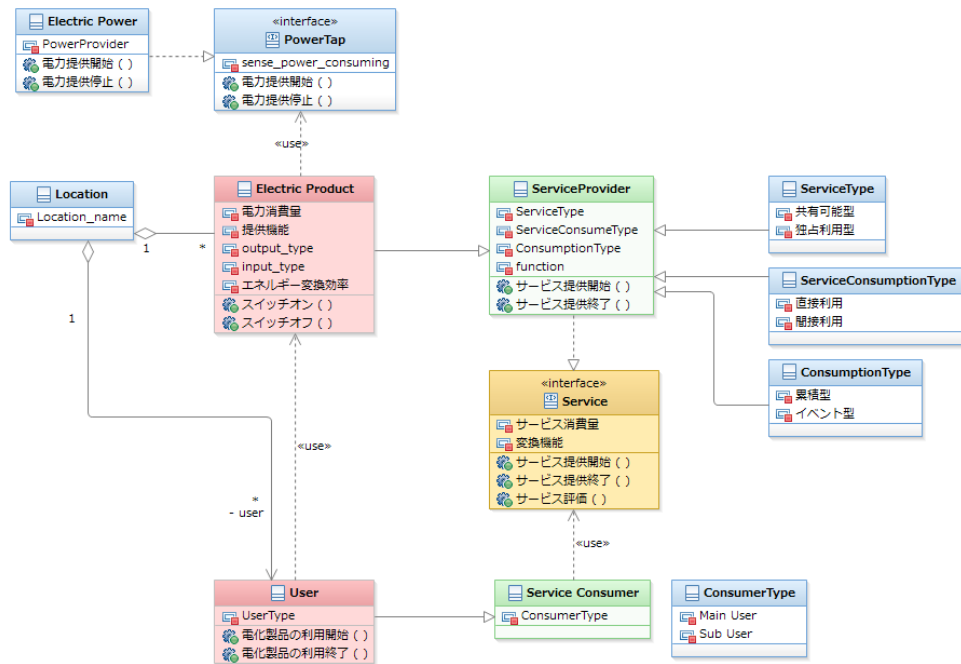 Electric Power
PowerProvider
電力提供開始 ( )
電力提供停止 ( )
«interface»
PowerTap
sense_power_consuming
電力提供開始 ( )
電力提供停止 ( )
«use»
Location
Location_name
1
*
1
Electric Product
電力消費量
提供機能
output_type
input_type
エネルギー変換効率
スイッチオン ( )
スイッチオフ ( )
ServiceProvider
ServiceType
ServiceConsumeType
ConsumptionType
function
サービス提供開始 ( )
サービス提供終了 ( )
ServiceType
共有可能型
独占利用型
ServiceConsumptionType
直接利用
間接利用
ConsumptionType
累積型
イベント型
«interface»
Service
サービス消費量
変換機能
サービス提供開始 ( )
サービス提供終了 ( )
サービス評価 ( )
«use»
*
- user
«use»
User
UserType
電化製品の利用開始 ( )
電化製品の利用終了 ( )
Service Consumer
ConsumerType
ConsumerType
Main User
Sub User